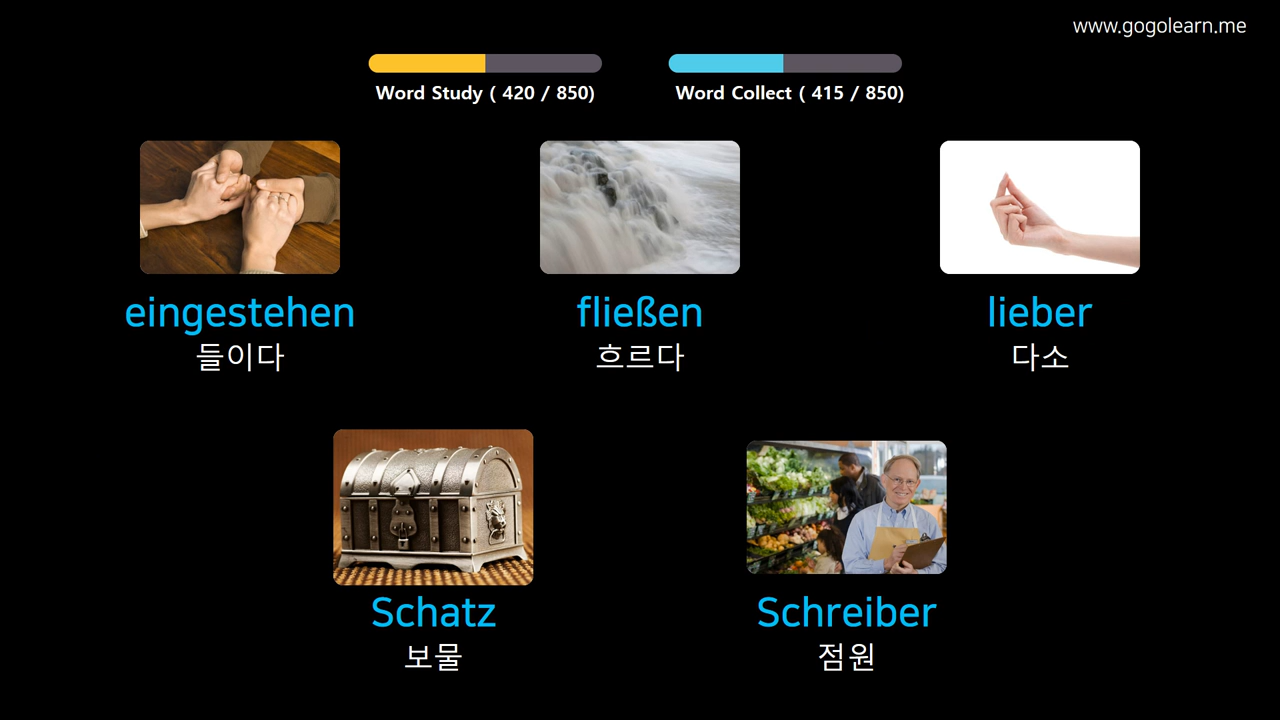 www.gogolearn.me
Word Study ( 420 / 850)
Word Collect ( 415 / 850)
eingestehen
들이다
fließen
흐르다
lieber
다소
Schatz
보물
Schreiber
점원